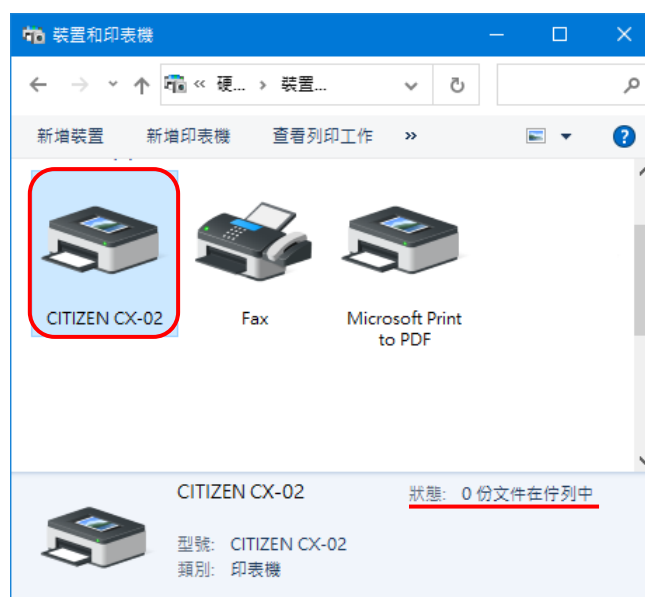 裝置和印表機
« 硬... › 裝置...
新增裝置 新增印表機 查看列印工作 »
CITIZEN CX-02 Fax Microsoft Print
to PDF
CITIZEN CX-02 狀態: 0 份文件在佇列中
型號: CITIZEN CX-02
類別: 印表機